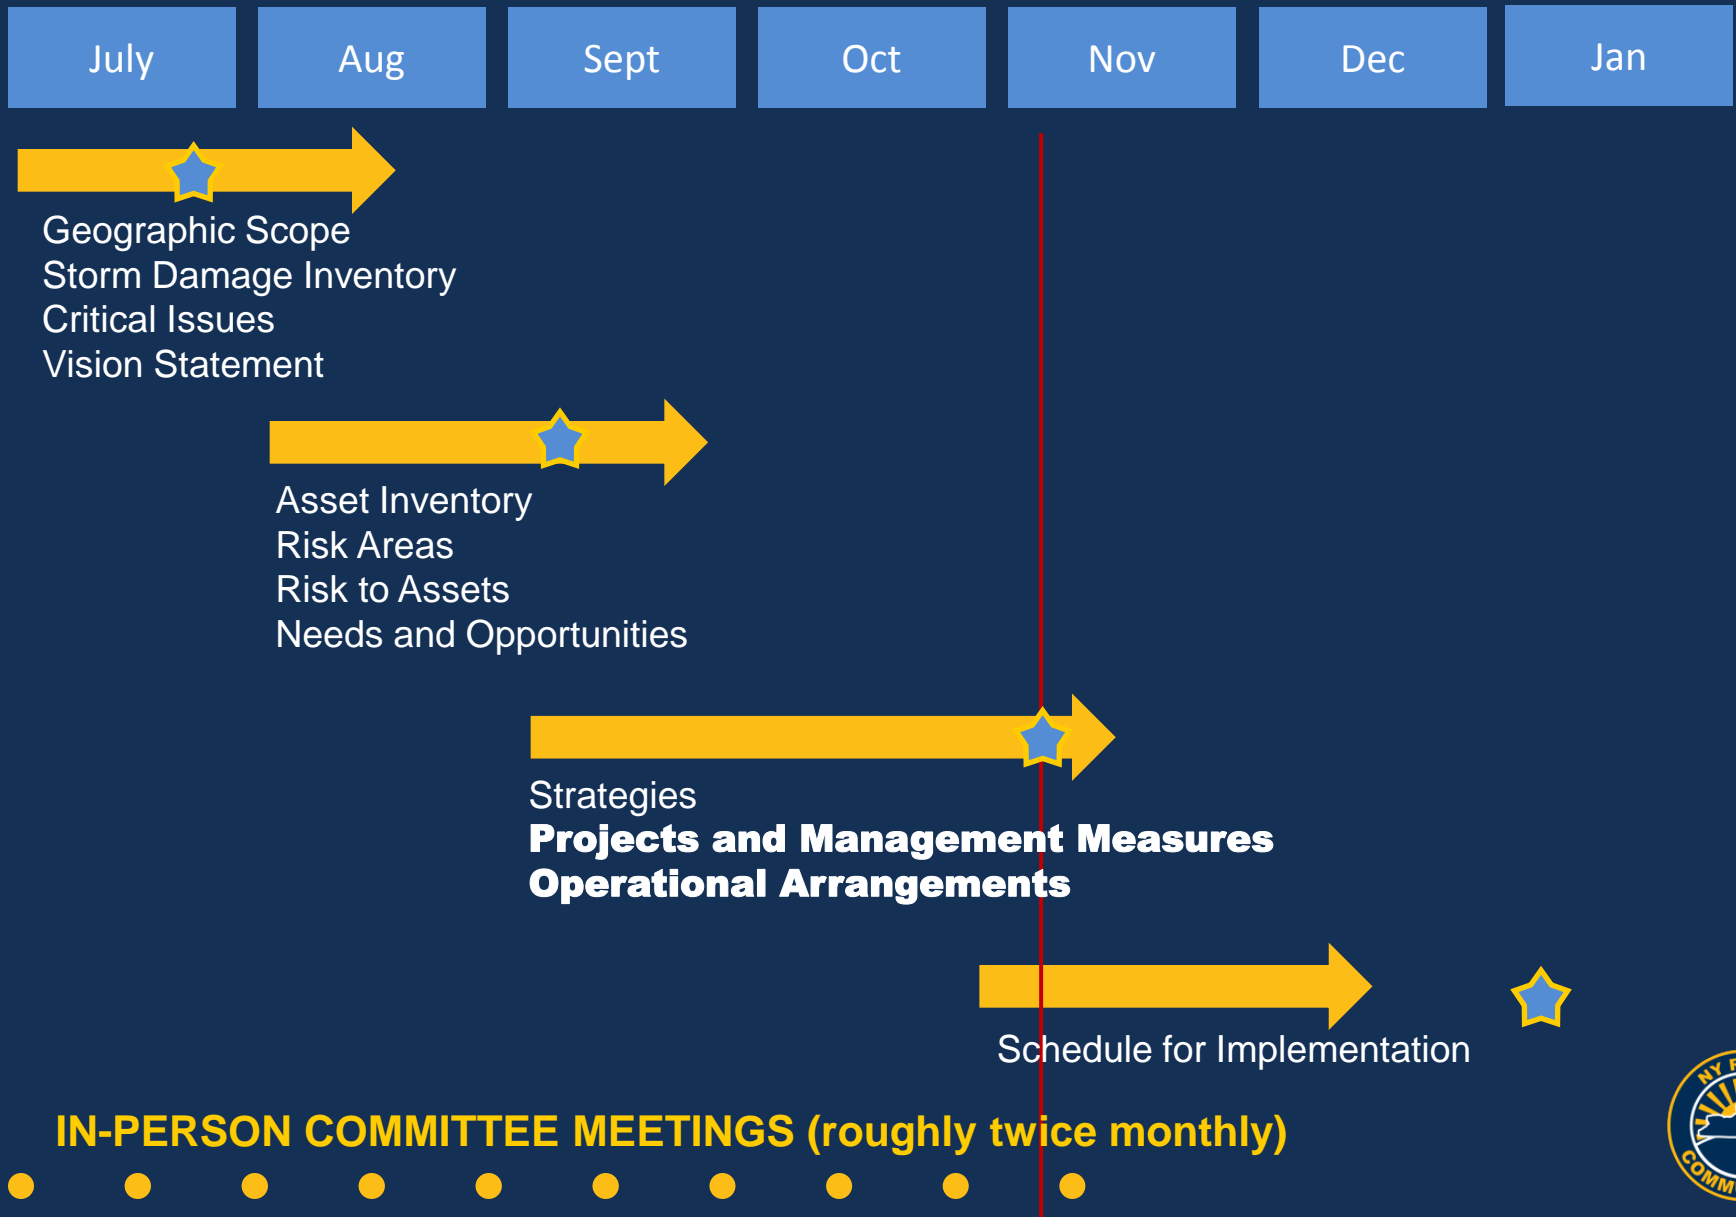 July
Aug
Sept
Oct
Nov
Dec
Jan
Geographic Scope
Storm Damage Inventory
Critical Issues
Vision Statement
Asset Inventory
Risk Areas
Risk to Assets
Needs and Opportunities
Strategies
Projects and Management Measures
Operational Arrangements
Schedule for Implementation
IN-PERSON COMMITTEE MEETINGS (roughly twice monthly)
NY